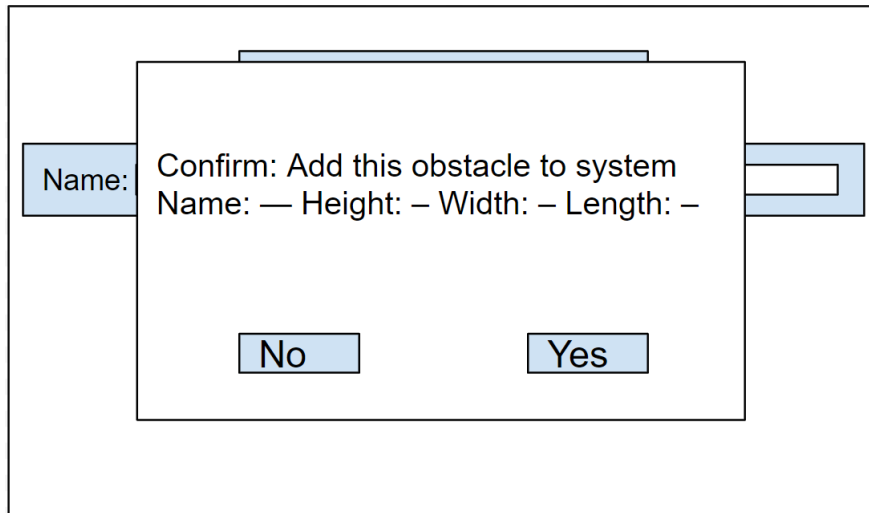 Name:
Confirm: Add this obstacle to system
Name: — Height: – Width: – Length: –
No
Yes